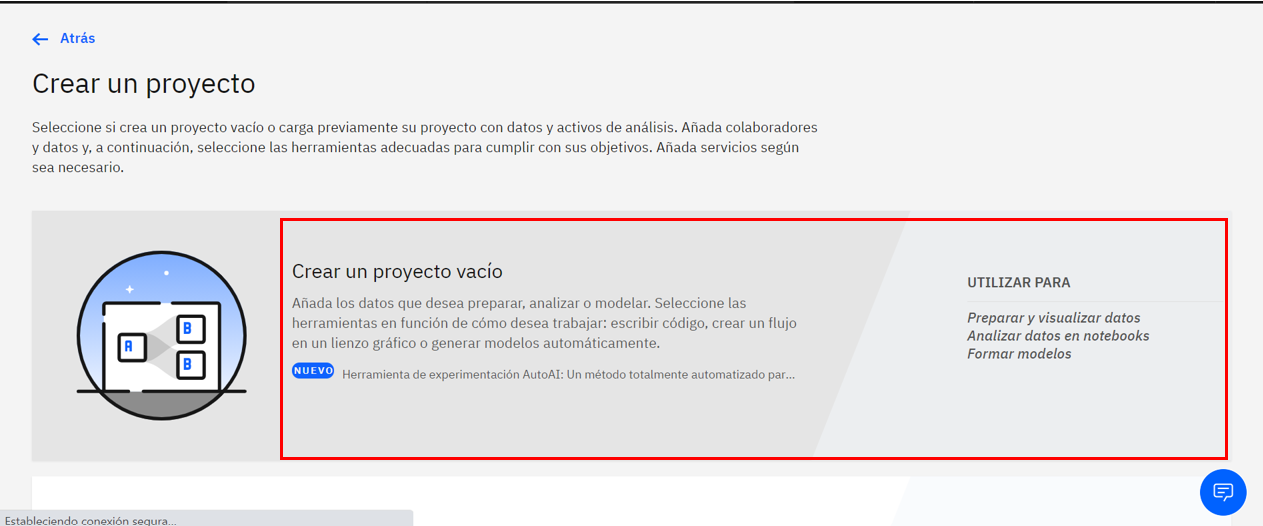 Atrás
Crear un proyecto
Seleccione si crea un proyecto vacío o carga previamente su proyecto con datos y activos de análisis. Añada colaboradores
y datos y, a continuación, seleccione las herramientas adecuadas para cumplir con sus objetivos. Añada servicios según
sea necesario.
Crear un proyecto vacío
Añada los datos que desea preparar, analizar o modelar. Seleccione las
herramientas en función de cómo desea trabajar: escribir código, crear un flujo
en un lienzo gráfico o generar modelos automáticamente.
NUEVO Herramienta de experimentación AutoAI: Un método totalmente automatizado par...
UTILIZAR PARA
Preparar y visualizar datos
Analizar datos en notebooks
Formar modelos
A
B
B
Estableciendo conexión segura...